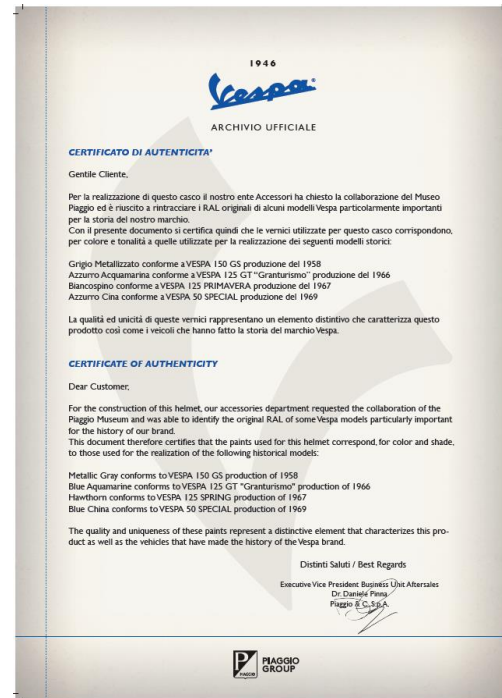 1946
Vespa
ARCHIVIO UFFICIALE
CERTIFICATO DI AUTENTICITA'
Gentile Cliente,
Per la realizzazione di questo casco il nostro ente Accessori ha chiesto la collaborazione del Museo
Piaggio ed è riuscito a rintracciare i RAL originali di alcuni modelli Vespa particolarmente importanti
per la storia del nostro marchio.
Con il presente documento si certifica quindi che le vernici utilizzate per questo casco corrispondono,
per colore e tonalità a quelle utilizzate per la realizzazione dei seguenti modelli storici:
Grigio Metallizzato conforme a VESPA 150 GS produzione del 1958
Azzurro Acquamarina conforme a VESPA 125 GT "Granturismo" produzione del 1966
Biancospino conforme a VESPA 125 PRIMAVERA produzione del 1967
Azzurro Cina conforme a VESPA 50 SPECIAL produzione del 1969
La qualità ed unicità di queste vernici rappresentano un elemento distintivo che caratterizza questo
prodotto così come i veicoli che hanno fatto la storia del marchio Vespa.
CERTIFICATE OF AUTHENTICITY
Dear Customer,
For the construction of this helmet, our accessories department requested the collaboration of the
Piaggio Museum and was able to identify the original RAL of some Vespa models particularly important
for the history of our brand.
This document therefore certifies that the paints used for this helmet correspond, for color and shade,
to those used for the realization of the following historical models:
Metallic Gray conforms to VESPA 150 GS production of 1958
Blue Aquamarine conforms to VESPA 125 GT "Granturismo" production of 1966
Hawthorn conforms to VESPA 125 SPRING production of 1967
Blue China conforms to VESPA 50 SPECIAL production of 1969
The quality and uniqueness of these paints represent a distinctive element that characterizes this pro-
duct as well as the vehicles that have made the history of the Vespa brand.
Distinti Saluti / Best Regards
Executive Vice President Business Unit Aftersales
Dr. Daniele Pinna
Piaggio & C. S.p.A.
PIAGGIO
PIAGGIO
GROUP